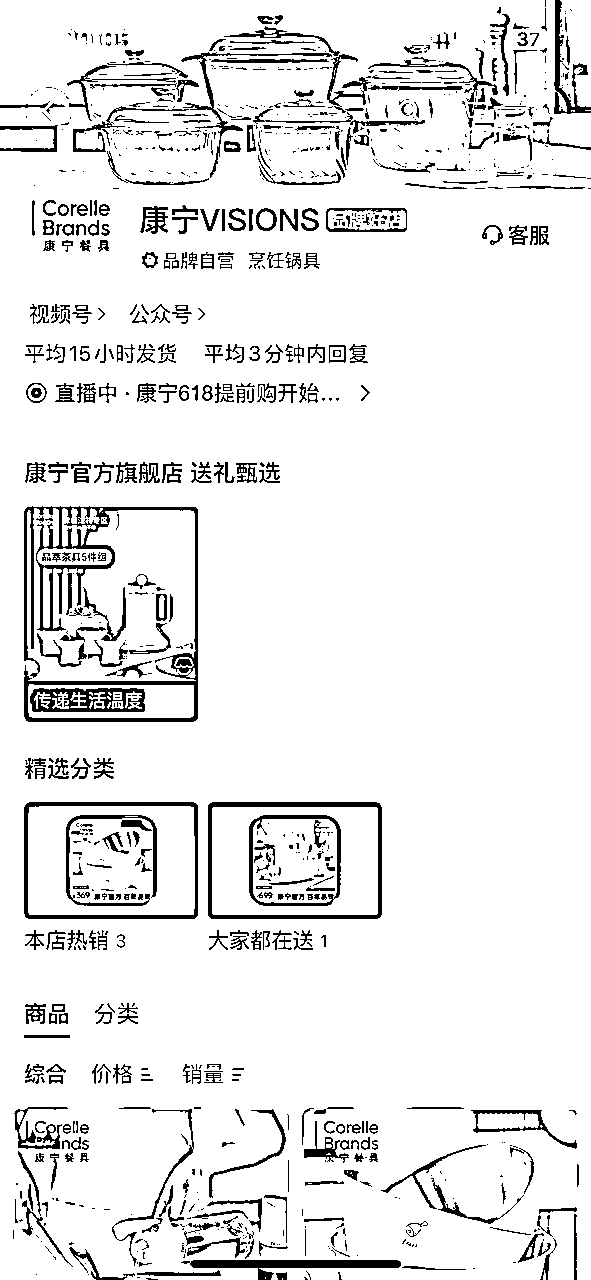 37
Corelle
Brands
康宁餐具
康宁VISIONS 品牌好店
品牌自营 烹饪锅具
客服
视频号 公众号
平均15小时发货 平均3分钟内回复
直播中·康宁618提前购开始...
康宁官方旗舰店 送礼甄选
品萃茶具5件组
传递生活温度
精选分类
369
699
本店热销 3
大家都在送 1
商品 分类
综合 价格 销量
Corelle
Brands
康宁餐具
Corelle
Brands
康宁餐具